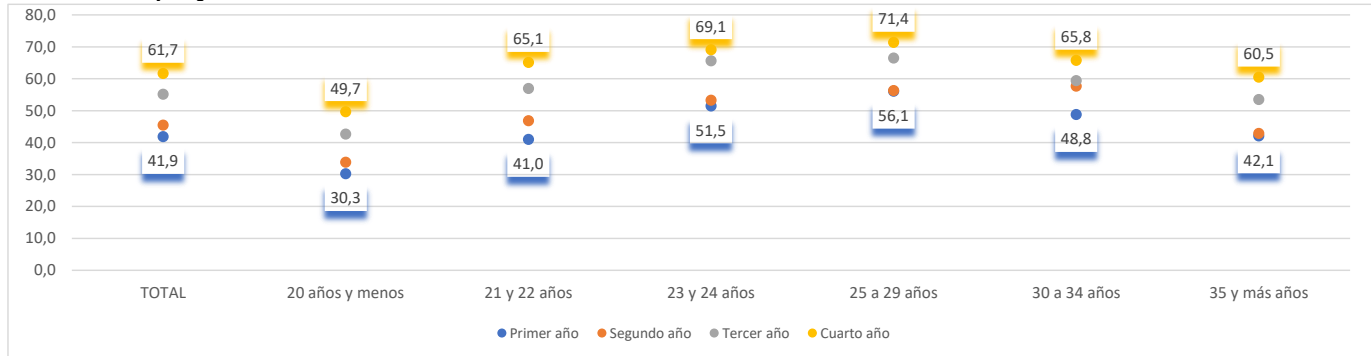 80,0
70,0
60,0
50,0
40,0
30,0
20,0
10,0
0,0
61,7
49,7
65,1
69,1
71,4
65,8
60,5
41,9
30,3
41,0
51,5
56,1
48,8
42,1
TOTAL
20 años y menos
21 y 22 años
23 y 24 años
25 a 29 años
30 a 34 años
35 y más años
Primer año
Segundo año
Tercer año
Cuarto año